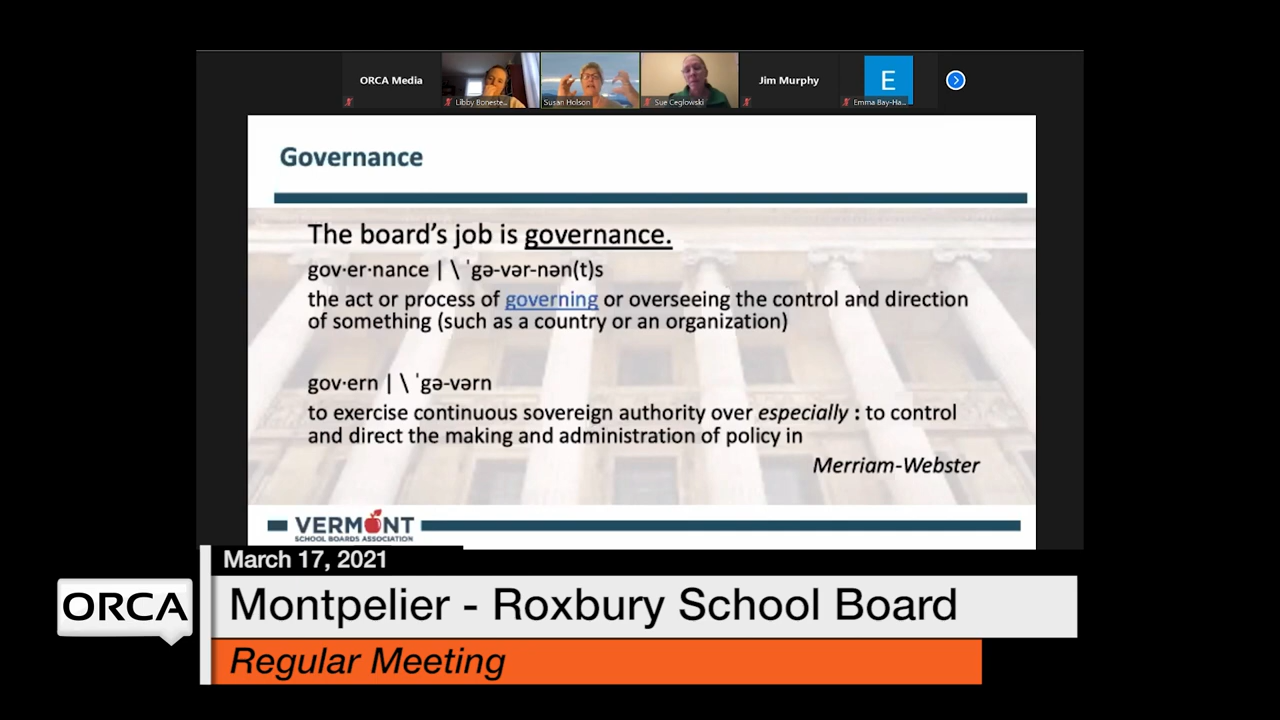 ORCA Media
Libby Boneste...
Susan Holson
Sue Ceglowski
Jim Murphy
E
Emma Bay-Ha...
Governance
The board's job is governance.
gov·er·nance | \ ˈgə-vər-nən(t)s
the act or process of governing or overseeing the control and direction
of something (such as a country or an organization)
gov·ern | \ ˈgə-vərn
to exercise continuous sovereign authority over especially : to control
and direct the making and administration of policy in
Merriam-Webster
VERMONT
SCHOOL BOARDS ASSOCIATION
March 17, 2021
ORCA
Montpelier - Roxbury School Board
Regular Meeting